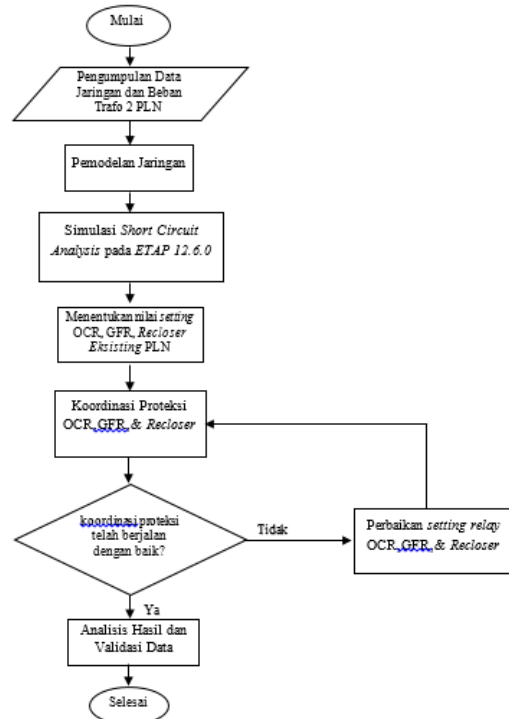 Mulai
Pengumpulan Data
Jaringan dan Beban
Trafo 2 PLN
Pemodelan Jaringan
Simulasi Short Circuit
Analysis pada ETAP 12.6.0
Menentukan nilai setting
OCR, GFR, Recloser
Eksisting PLN
Koordinasi Proteksi
OCR,GFR, & Recloser
koordinasi proteksi
telah berjalan
dengan baik?
Tidak
Perbaikan setting relay
OCR,GFR, & Recloser
Ya
Analisis Hasil dan
Validasi Data
Selesai